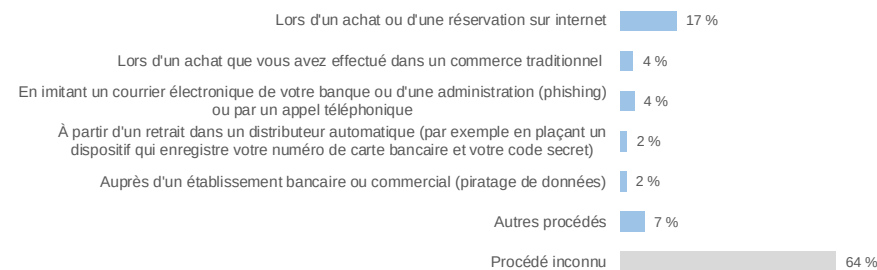 Lors d'un achat ou d'une réservation sur internet 17 %
Lors d'un achat que vous avez effectué dans un commerce traditionnel 4 %
En imitant un courrier électronique de votre banque ou d'une administration (phishing)
ou par un appel téléphonique 4 %
À partir d'un retrait dans un distributeur automatique (par exemple en plaçant un
dispositif qui enregistre votre numéro de carte bancaire et votre code secret) 2 %
Auprès d'un établissement bancaire ou commercial (piratage de données) 2 %
Autres procédés 7 %
Procédé inconnu 64 %